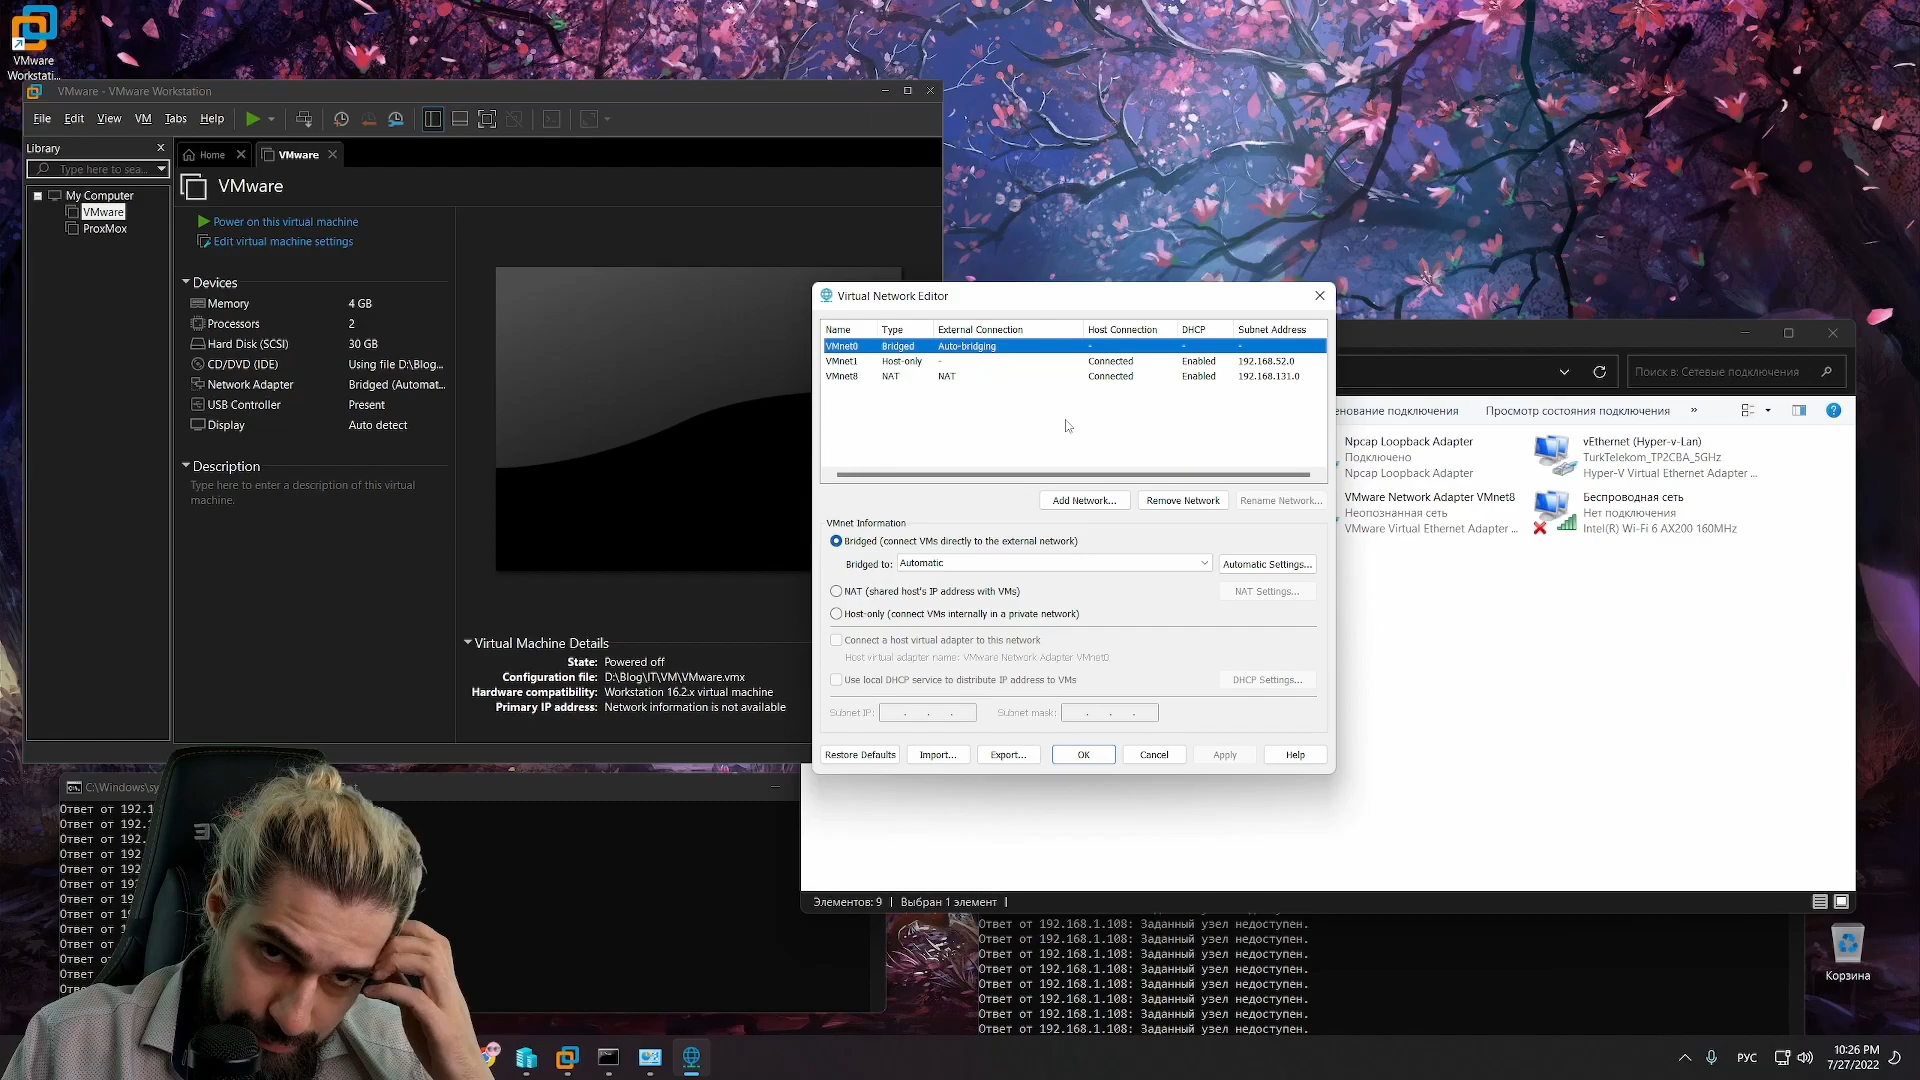 VMware
Workstati...
VMware - VMware Workstation
File Edit View VM Tabs Help
Library
Type here to sea...
My Computer
VMware
ProxMox
Home
VMware
VMware
Power on this virtual machine
Edit virtual machine settings
Devices
Memory 4 GB
Processors 2
Hard Disk (SCSI) 30 GB
CD/DVD (IDE) Using file D:\Blog...
Network Adapter Bridged (Automat...
USB Controller Present
Display Auto detect
Description
Type here to enter a description of this virtual
machine.
Virtual Machine Details
State: Powered off
Configuration file: D:\Blog\IT\VM\VMware.vmx
Hardware compatibility: Workstation 16.2.x virtual machine
Primary IP address: Network information is not available
Virtual Network Editor
Name Type External Connection Host Connection DHCP Subnet Address
VMnet0 Bridged Auto-bridging - - -
VMnet1 Host-only - Connected Enabled 192.168.52.0
VMnet8 NAT NAT Connected Enabled 192.168.131.0
Add Network... Remove Network Rename Network...
VMnet Information
Bridged (connect VMs directly to the external network)
Bridged to: Automatic Automatic Settings...
NAT (shared host's IP address with VMs) NAT Settings...
Host-only (connect VMs internally in a private network)
Connect a host virtual adapter to this network
Host virtual adapter name: VMware Network Adapter VMnet0
Use local DHCP service to distribute IP address to VMs DHCP Settings...
Subnet IP: . . . Subnet mask: . . .
Restore Defaults Import... Export... OK Cancel Apply Help
Поиск в: Сетевые подключения
енование подключения Просмотр состояния подключения »
Npcap Loopback Adapter
Подключено
Npcap Loopback Adapter
vEthernet (Hyper-v-Lan)
TurkTelekom_TP2CBA_5GHz
Hyper-V Virtual Ethernet Adapter ...
VMware Network Adapter VMnet8
Неопознанная сеть
VMware Virtual Ethernet Adapter ...
Беспроводная сеть
Нет подключения
Intel(R) Wi-Fi 6 AX200 160MHz
Элементов: 9 Выбран 1 элемент
C:\Windows\sy
Ответ от 192.1
Ответ от 192.1
Ответ от 192.
Ответ от 192.
Ответ от 192
Ответ от 192
Ответ от 19
Ответ от 19
Ответ от 1
Ответ от 1
Ответ от
Ответ от
Ответ от
Ответ от 192.168.1.108: Заданный узел недоступен.
Ответ от 192.168.1.108: Заданный узел недоступен.
Ответ от 192.168.1.108: Заданный узел недоступен.
Ответ от 192.168.1.108: Заданный узел недоступен.
Ответ от 192.168.1.108: Заданный узел недоступен.
Ответ от 192.168.1.108: Заданный узел недоступен.
Ответ от 192.168.1.108: Заданный узел недоступен.
Ответ от 192.168.1.108: Заданный узел недоступен.
Корзина
РУС
10:26 PM
7/27/2022